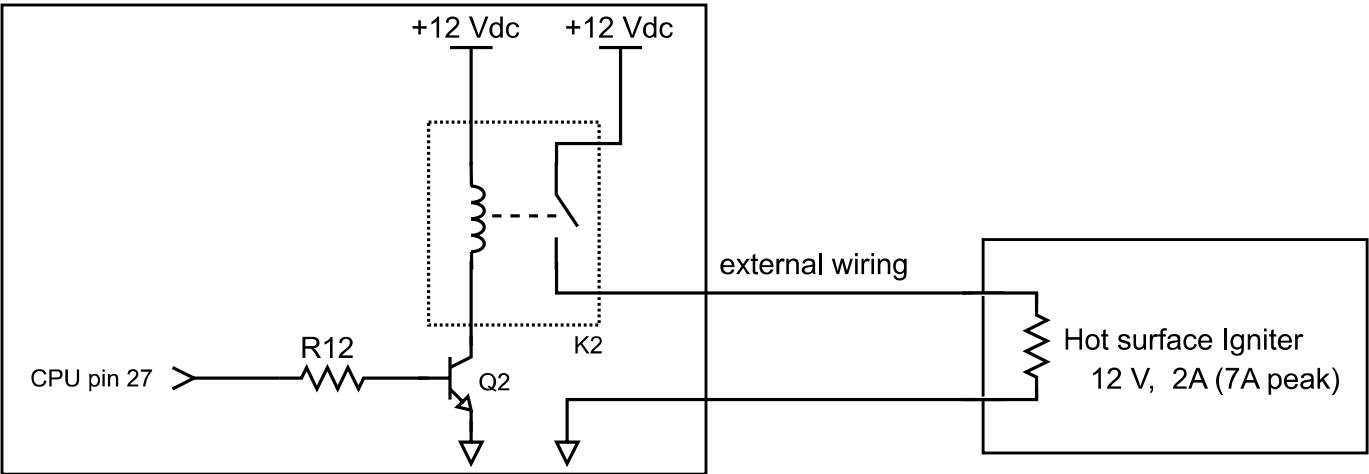 +12 Vdc +12 Vdc
external wiring
K2
R12
CPU pin 27
Q2
Hot surface Igniter
12 V, 2A (7A peak)